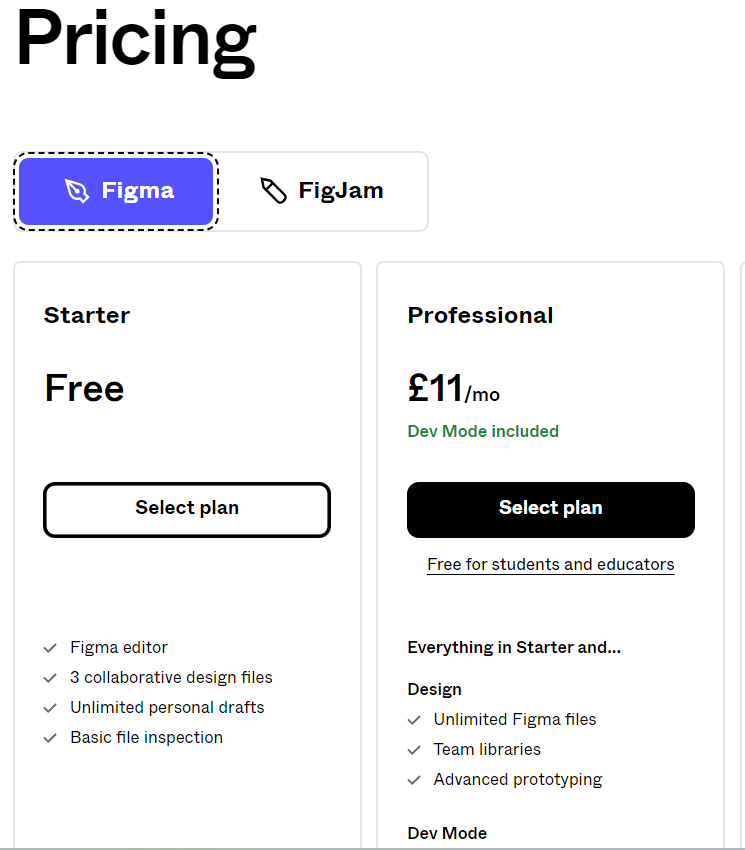 Pricing
Figma
FigJam
Starter
Free
Select plan
Figma editor
3 collaborative design files
Unlimited personal drafts
Basic file inspection
Professional
£11/mo
Dev Mode included
Select plan
Free for students and educators
Everything in Starter and...
Design
Unlimited Figma files
Team libraries
Advanced prototyping
Dev Mode